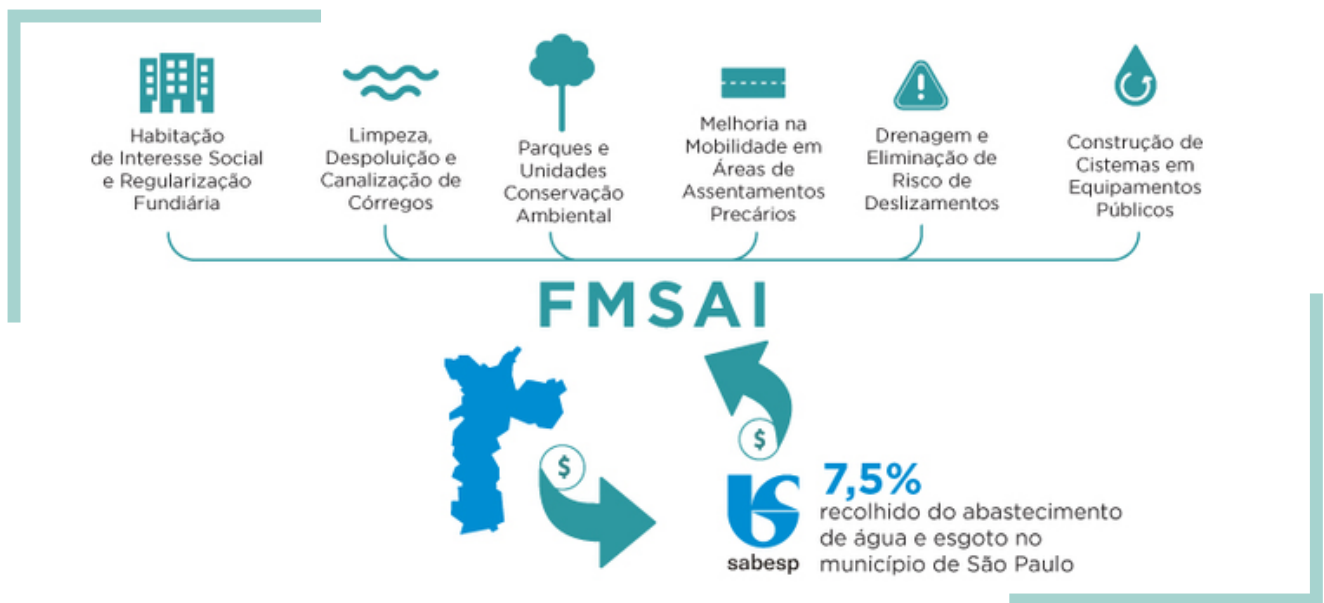 Habitação
de Interesse Social
e Regularização
Fundiária
Limpeza,
Despoluição e
Canalização de
Córregos
Parques e
Unidades
Conservação
Ambiental
Melhoria na
Mobilidade em
Áreas de
Assentamentos
Precários
Drenagem e
Eliminação de
Risco de
Deslizamentos
Construção de
Cistemas em
Equipamentos
Públicos
FMSAI
$
$
sabesp
7,5%
recolhido do abastecimento
de água e esgoto no
município de São Paulo